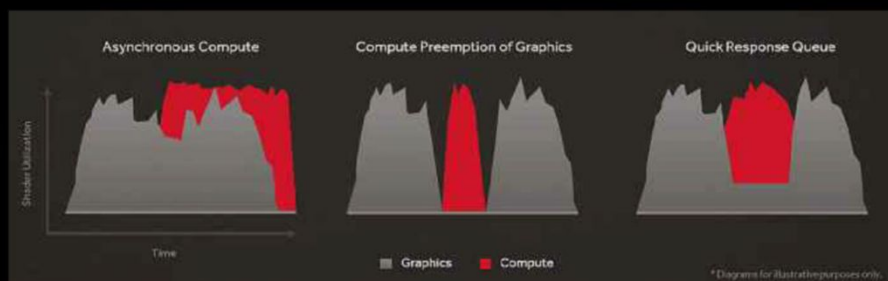 Asynchronous Compute
Compute Preemption of Graphics
Quick Response Queue
Shader Utilization
Time
Graphics
Compute
* Diagrams for illustrative purposes only.